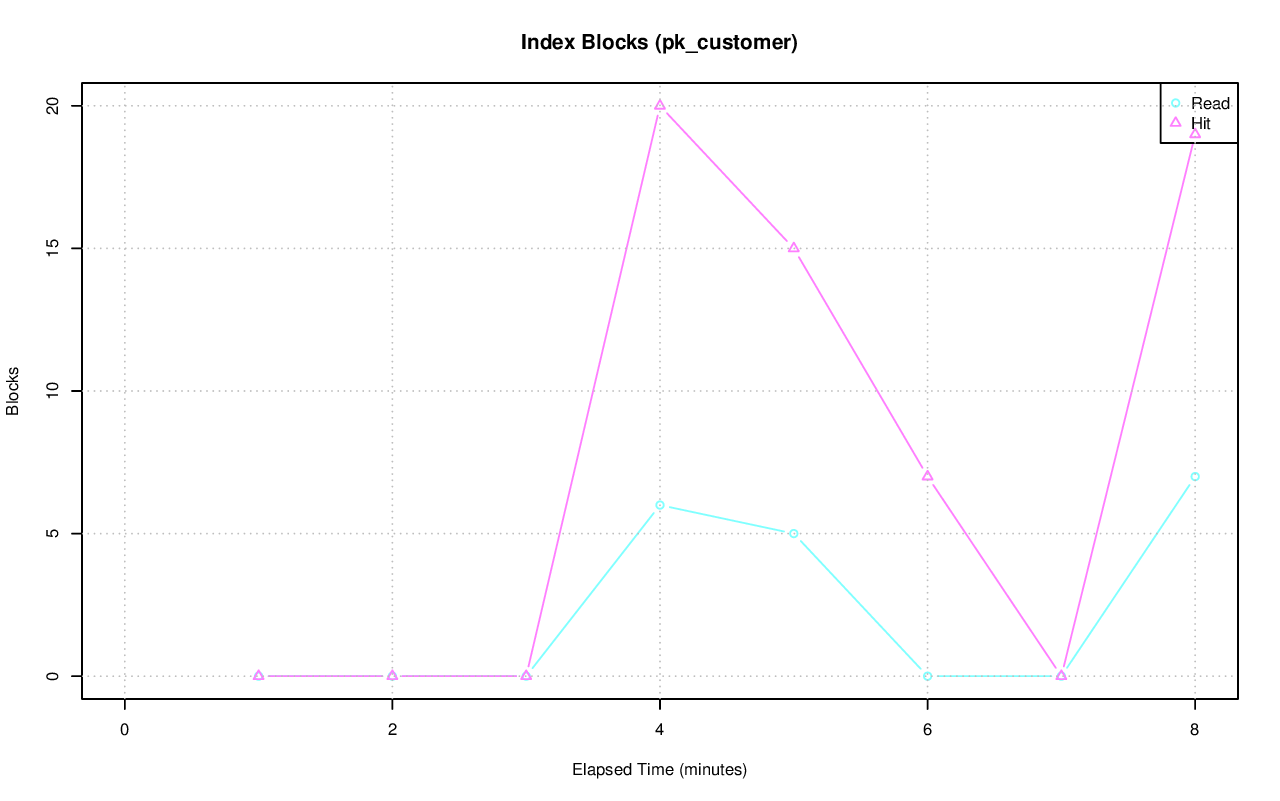 Index Blocks (pk_customer)
Read
Hit
20
15
10
5
0
Blocks
0 2 4 6 8
Elapsed Time (minutes)